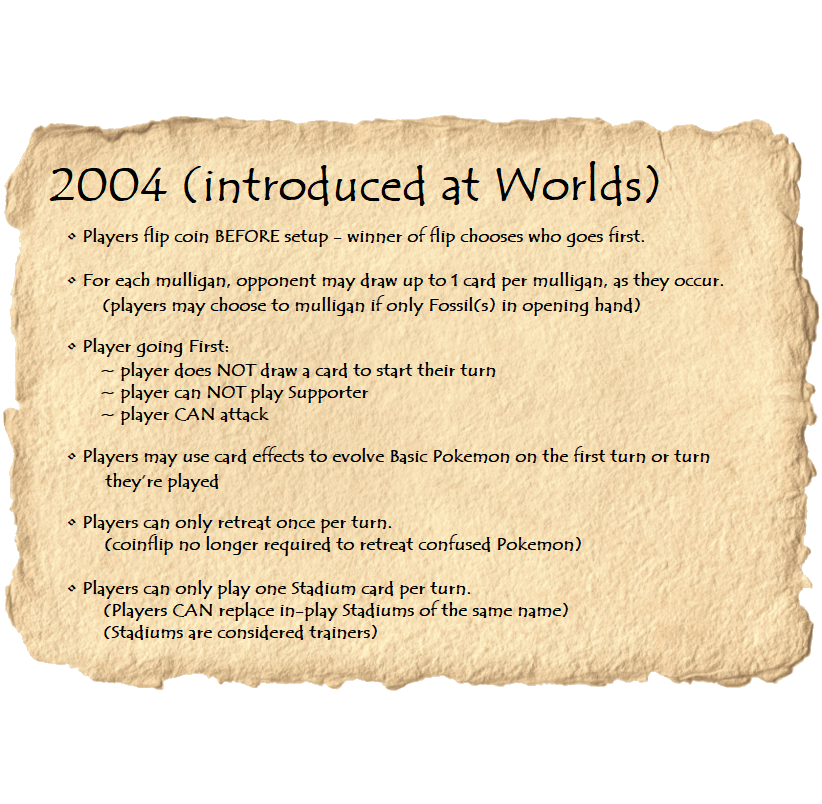 2004 (introduced at Worlds)
• Players flip coin BEFORE setup - winner of flip chooses who goes first.
• For each mulligan, opponent may draw up to 1 card per mulligan, as they occur.
(players may choose to mulligan if only Fossil(s) in opening hand)
• Player going First:
~ player does NOT draw a card to start their turn
~ player can NOT play Supporter
~ player CAN attack
• Players may use card effects to evolve Basic Pokemon on the first turn or turn
they're played
• Players can only retreat once per turn.
(coinflip no longer required to retreat confused Pokemon)
• Players can only play one Stadium card per turn.
(Players CAN replace in-play Stadiums of the same name)
(Stadiums are considered trainers)